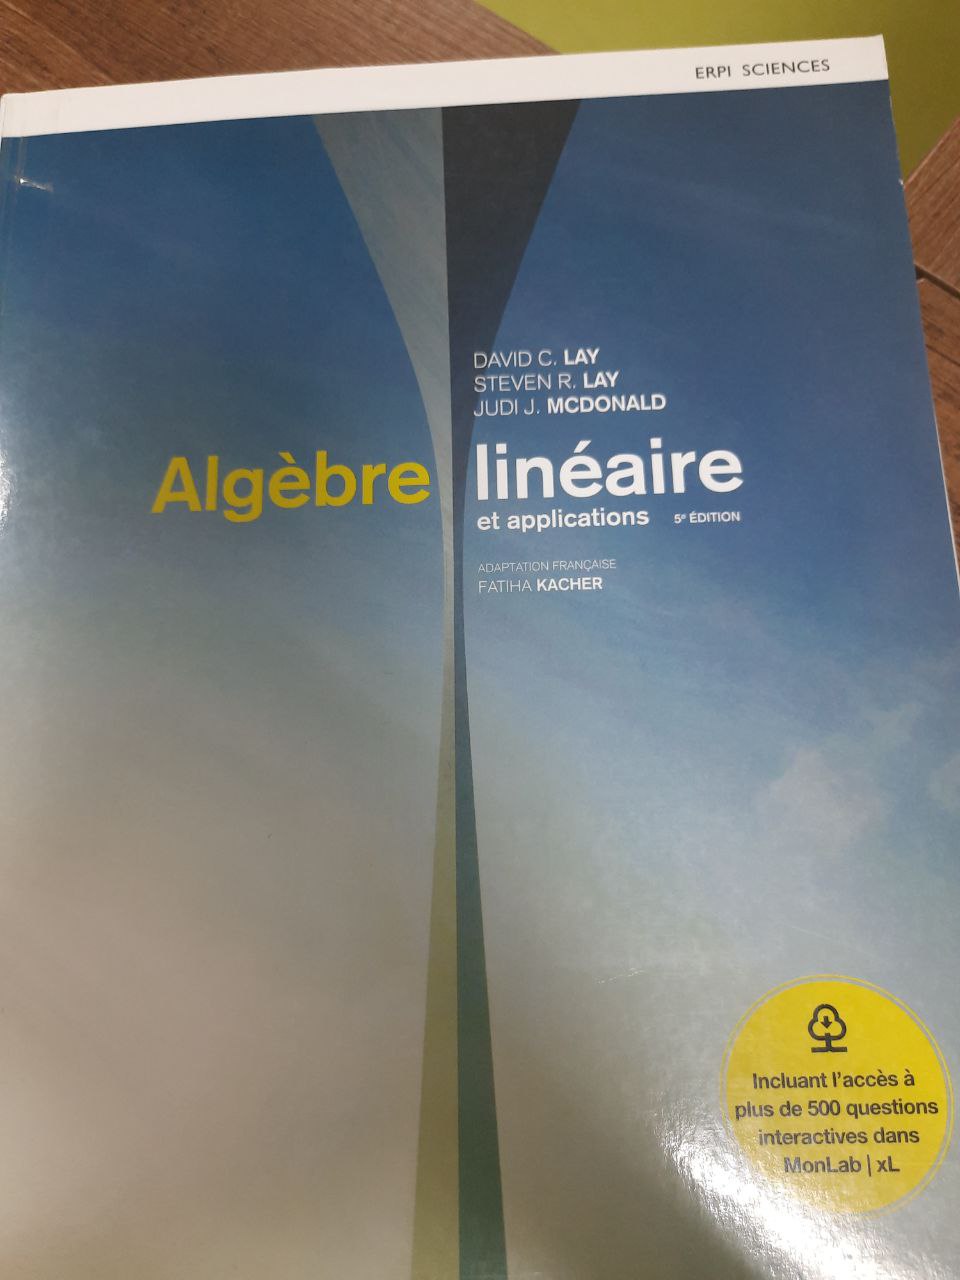 ERPI SCIENCES
DAVID C. LAY
STEVEN R. LAY
JUDI J. MCDONALD
Algèbre linéaire
et applications 5e ÉDITION
ADAPTATION FRANÇAISE
FATIHA KACHER
Incluant l'accès à
plus de 500 questions
interactives dans
MonLab | xL